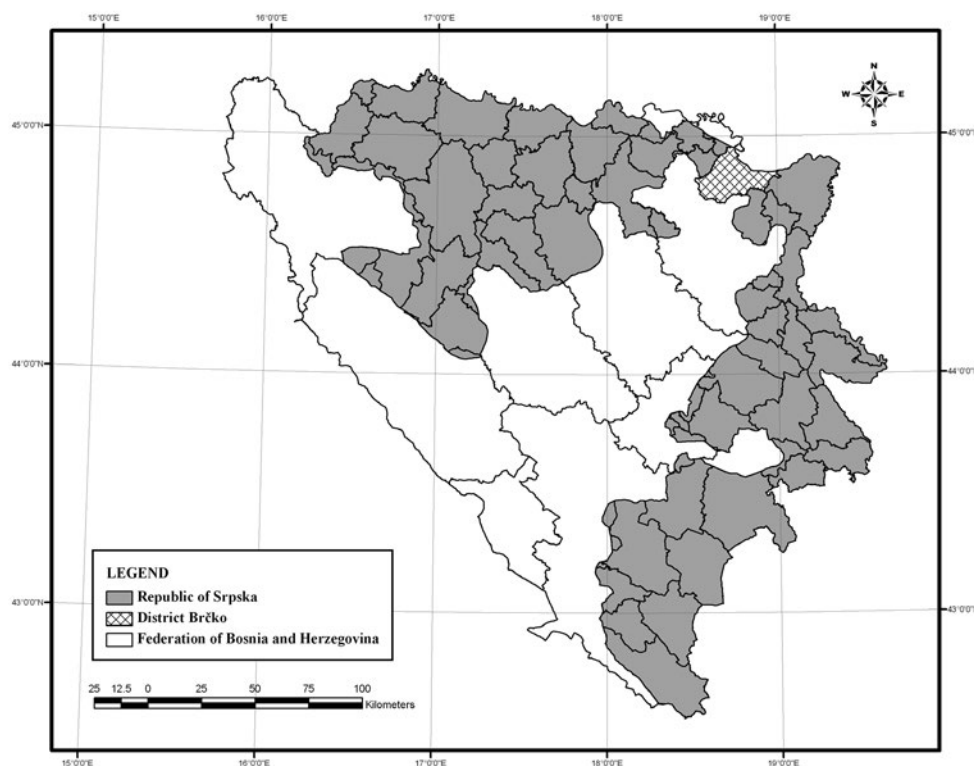 15°0'0"E 16°0'0"E 17°0'0"E 18°0'0"E 19°0'0"E
N
W E
S
45°0'0"N 45°0'0"N
44°0'0"N 44°0'0"N
43°0'0"N 43°0'0"N
LEGEND
Republic of Srpska
District Brčko
Federation of Bosnia and Herzegovina
25 12.5 0 25 50 75 100
Kilometers
15°0'0"E 16°0'0"E 17°0'0"E 18°0'0"E 19°0'0"E